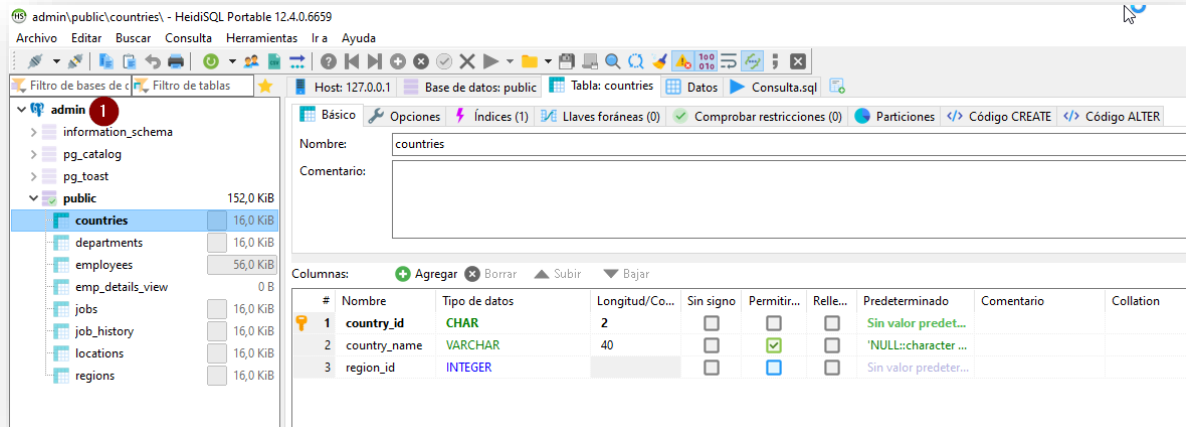 admin\public\countries\ - HeidiSQL Portable 12.4.0.6659
Archivo Editar Buscar Consulta Herramientas Ir a Ayuda
Filtro de bases de d Filtro de tablas
Host: 127.0.0.1 Base de datos: public Tabla: countries Datos Consulta.sql
admin 1
information_schema
pg_catalog
pg_toast
public 152,0 KiB
countries 16,0 KiB
departments 16,0 KiB
employees 56,0 KiB
emp_details_view 0 B
jobs 16,0 KiB
job_history 16,0 KiB
locations 16,0 KiB
regions 16,0 KiB
Básico Opciones Índices (1) Llaves foráneas (0) Comprobar restricciones (0) Particiones Código CREATE Código ALTER
Nombre: countries
Comentario:
Columnas: Agregar Borrar Subir Bajar
# Nombre Tipo de datos Longitud/Co... Sin signo Permitir... Relle... Predeterminado Comentario Collation
1 country_id CHAR 2 Sin valor predet...
2 country_name VARCHAR 40 'NULL::character ...
3 region_id INTEGER Sin valor predeter...